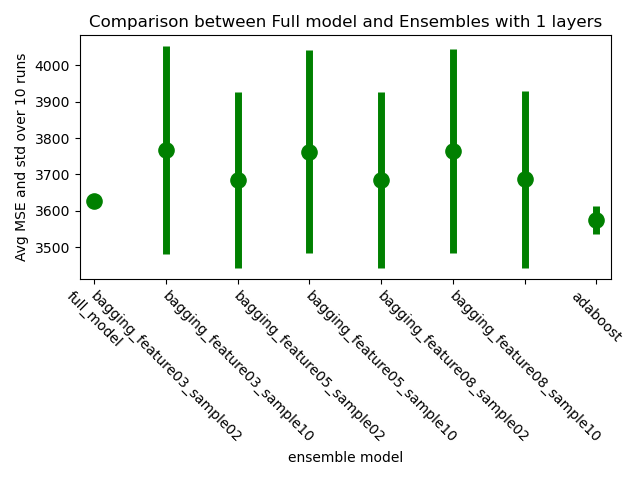 Comparison between Full model and Ensembles with 1 layers
Avg MSE and std over 10 runs
4000
3900
3800
3700
3600
3500
full_model
bagging_feature03_sample02
bagging_feature03_sample10
bagging_feature05_sample02
bagging_feature05_sample10
bagging_feature08_sample02
bagging_feature08_sample10
adaboost
ensemble model